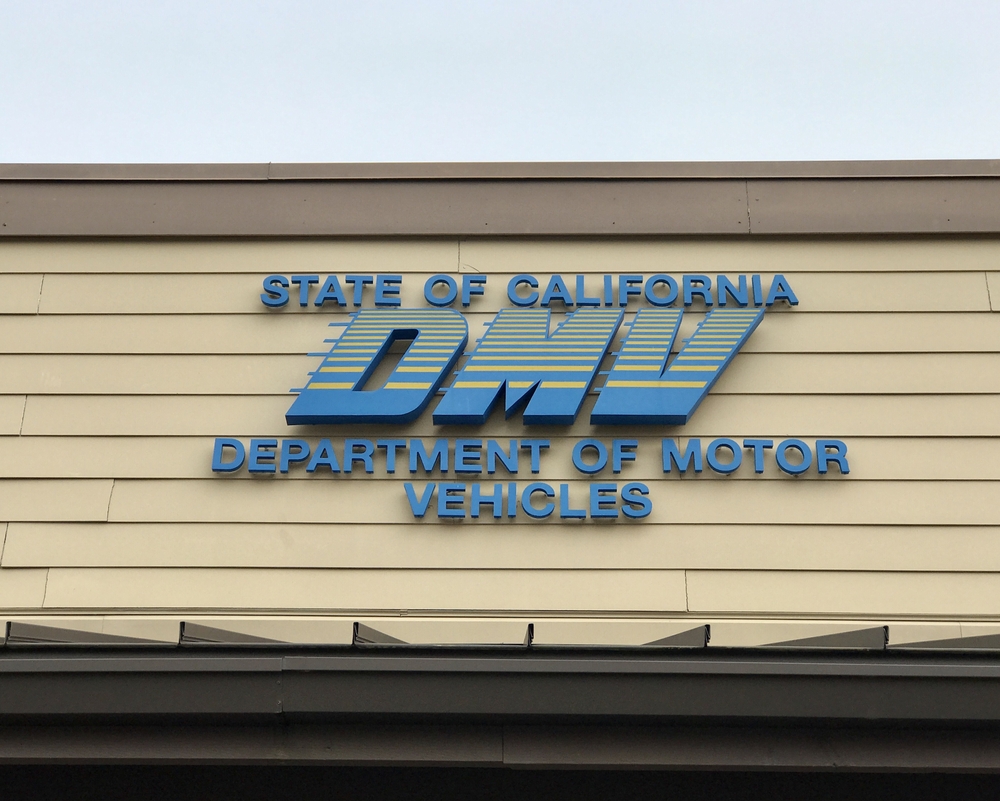 STATE OF CALIFORNIA
DMV
DEPARTMENT OF MOTOR
VEHICLES